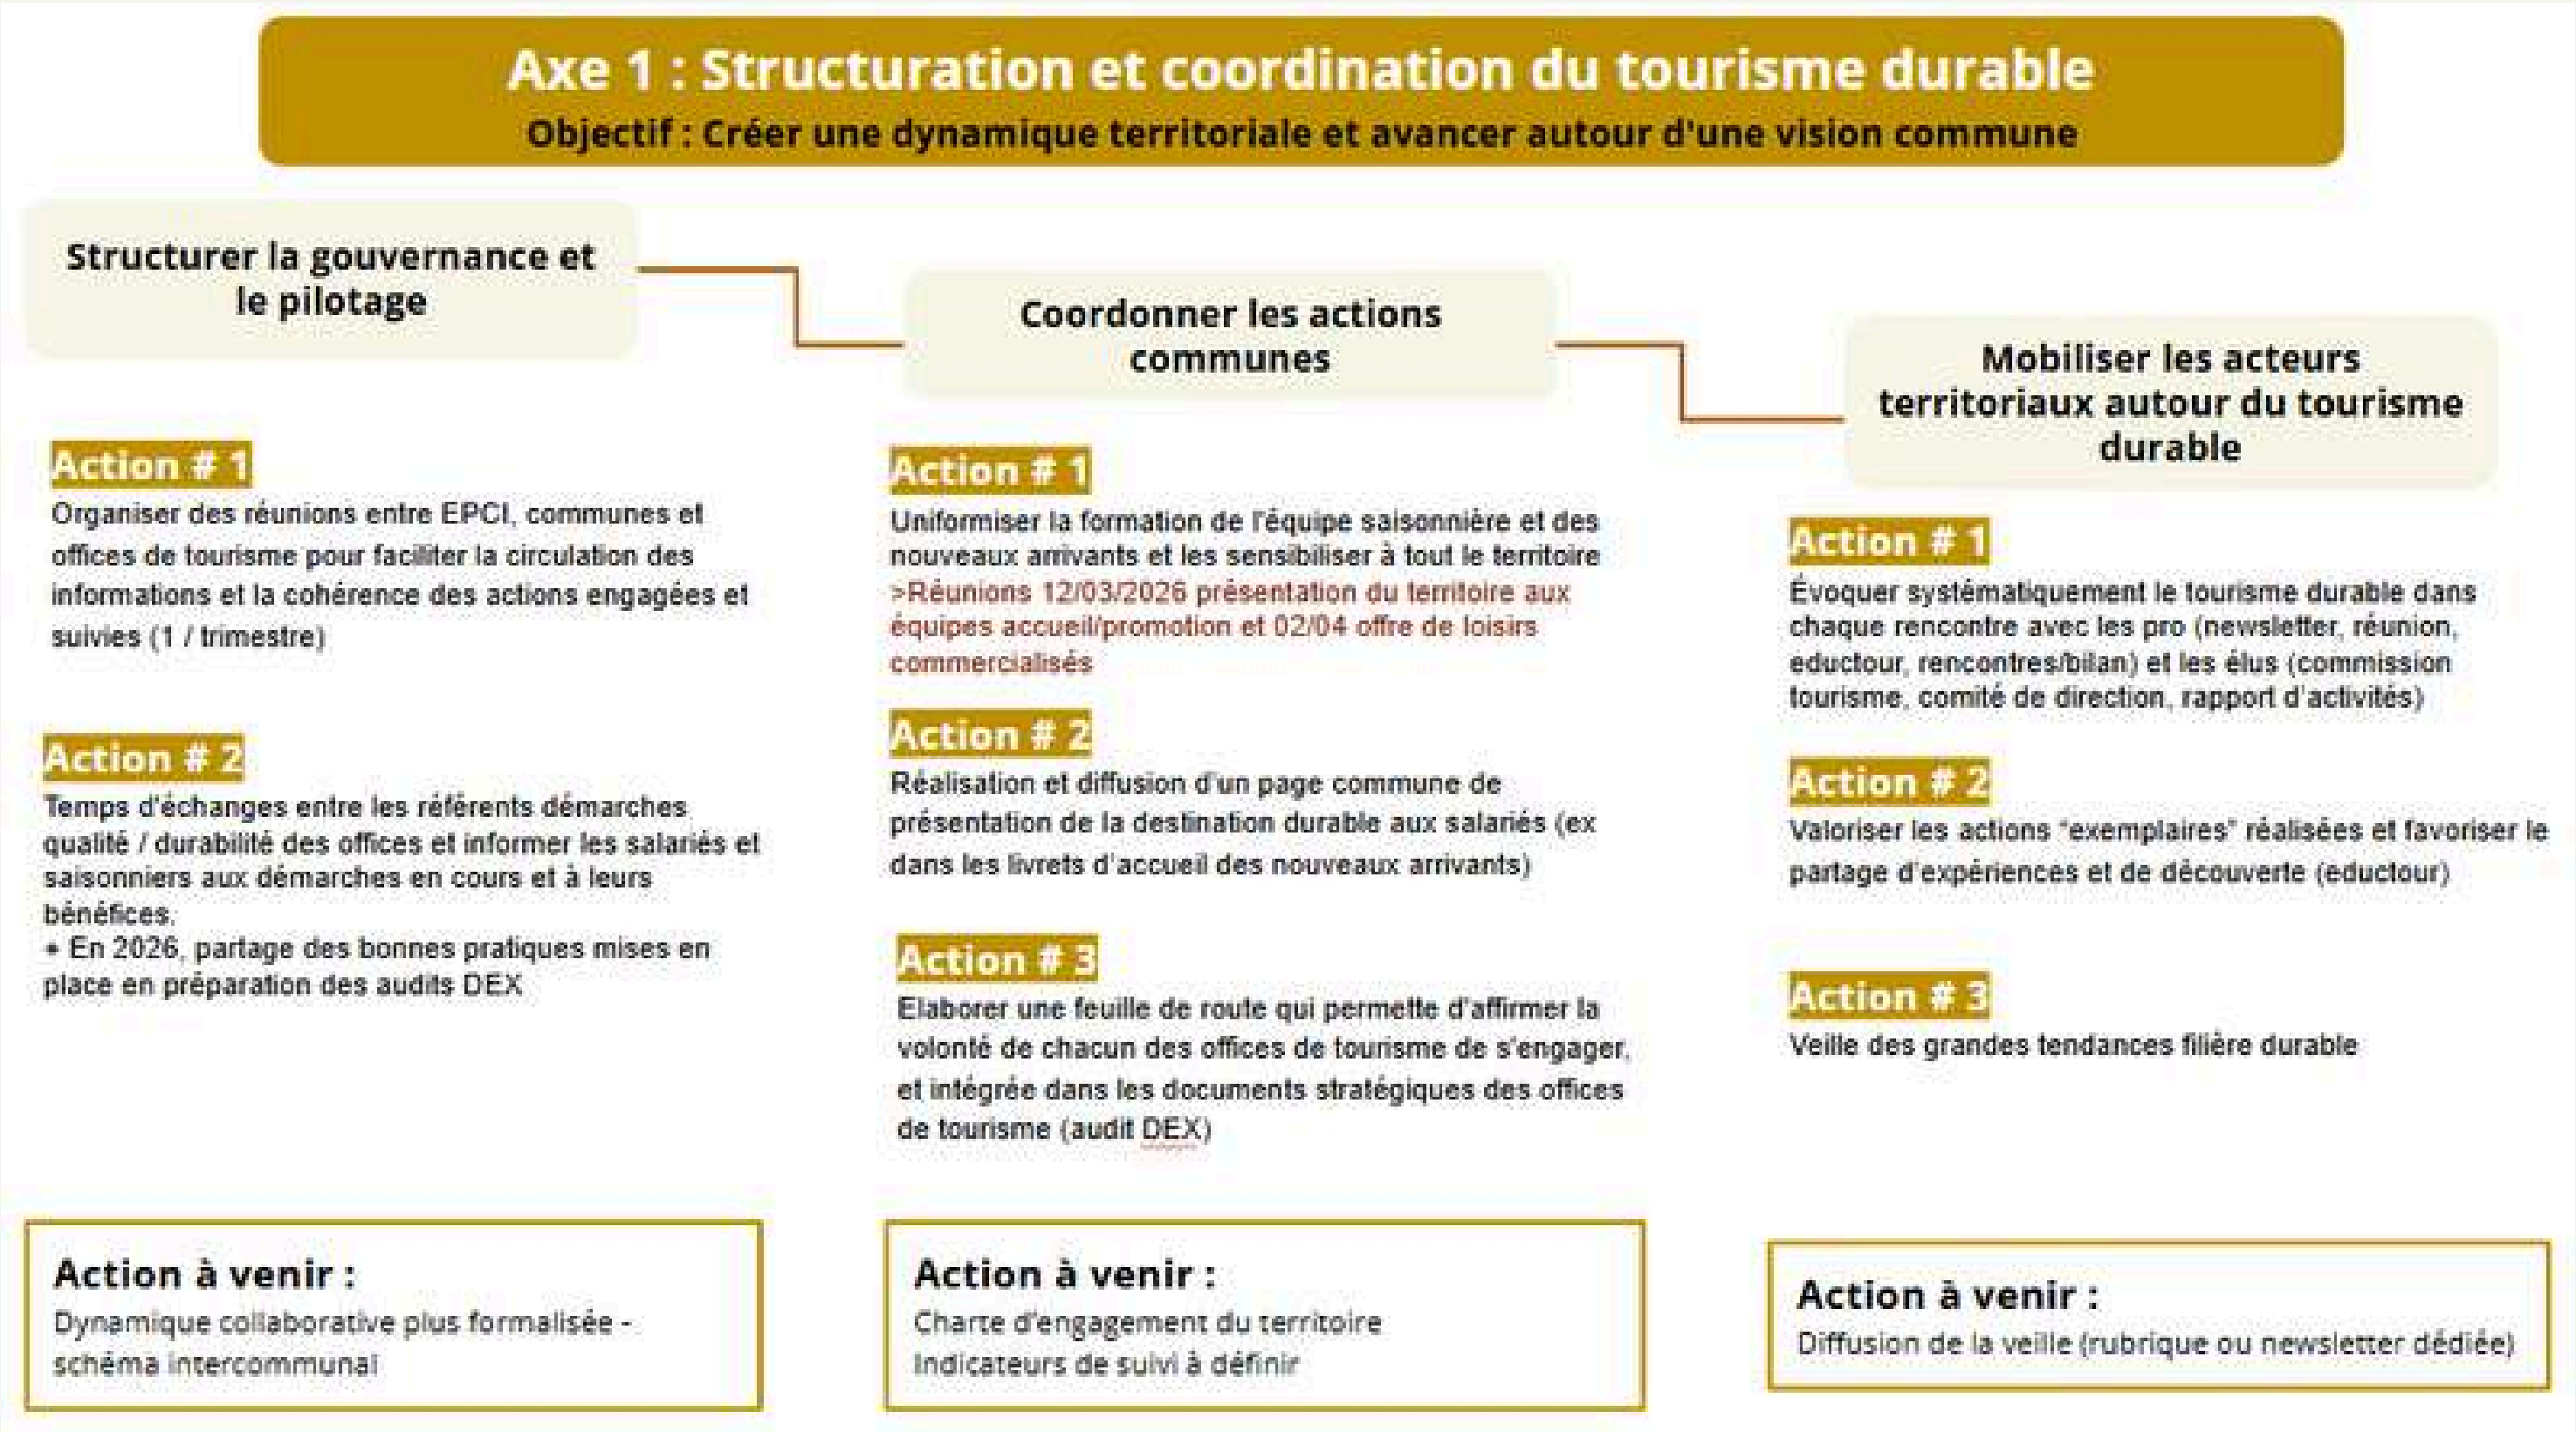 Axe 1 : Structuration et coordination du tourisme durable
Objectif : Créer une dynamique territoriale et avancer autour d'une vision commune
Structurer la gouvernance et
le pilotage
Action # 1
Organiser des réunions entre EPCI, communes et
offices de tourisme pour faciliter la circulation des
informations et la cohérence des actions engagées et
suivies (1 / trimestre)
Action # 2
Temps d'échanges entre les référents démarches
qualité / durabilité des offices et informer les salariés et
saisonniers aux démarches en cours et à leurs
bénéfices.
+ En 2026, partage des bonnes pratiques mises en
place en préparation des audits DEX
Action à venir :
Dynamique collaborative plus formalisée -
schéma intercommunal
Coordonner les actions
communes
Action # 1
Uniformiser la formation de l'équipe saisonnière et des
nouveaux arrivants et les sensibiliser à tout le territoire
>Réunions 12/03/2026 présentation du territoire aux
équipes accueil/promotion et 02/04 offre de loisirs
commercialisés
Action # 2
Réalisation et diffusion d'un page commune de
présentation de la destination durable aux salariés (ex
dans les livrets d'accueil des nouveaux arrivants)
Action # 3
Elaborer une feuille de route qui permette d'affirmer la
volonté de chacun des offices de tourisme de s'engager,
et intégrée dans les documents stratégiques des offices
de tourisme (audit DEX)
Action à venir :
Charte d'engagement du territoire
Indicateurs de suivi à définir
Mobiliser les acteurs
territoriaux autour du tourisme
durable
Action # 1
Évoquer systématiquement le tourisme durable dans
chaque rencontre avec les pro (newsletter, réunion,
eductour, rencontres/bilan) et les élus (commission
tourisme, comité de direction, rapport d'activités)
Action # 2
Valoriser les actions "exemplaires" réalisées et favoriser le
partage d'expériences et de découverte (eductour)
Action # 3
Veille des grandes tendances filière durable
Action à venir :
Diffusion de la veille (rubrique ou newsletter dédiée)